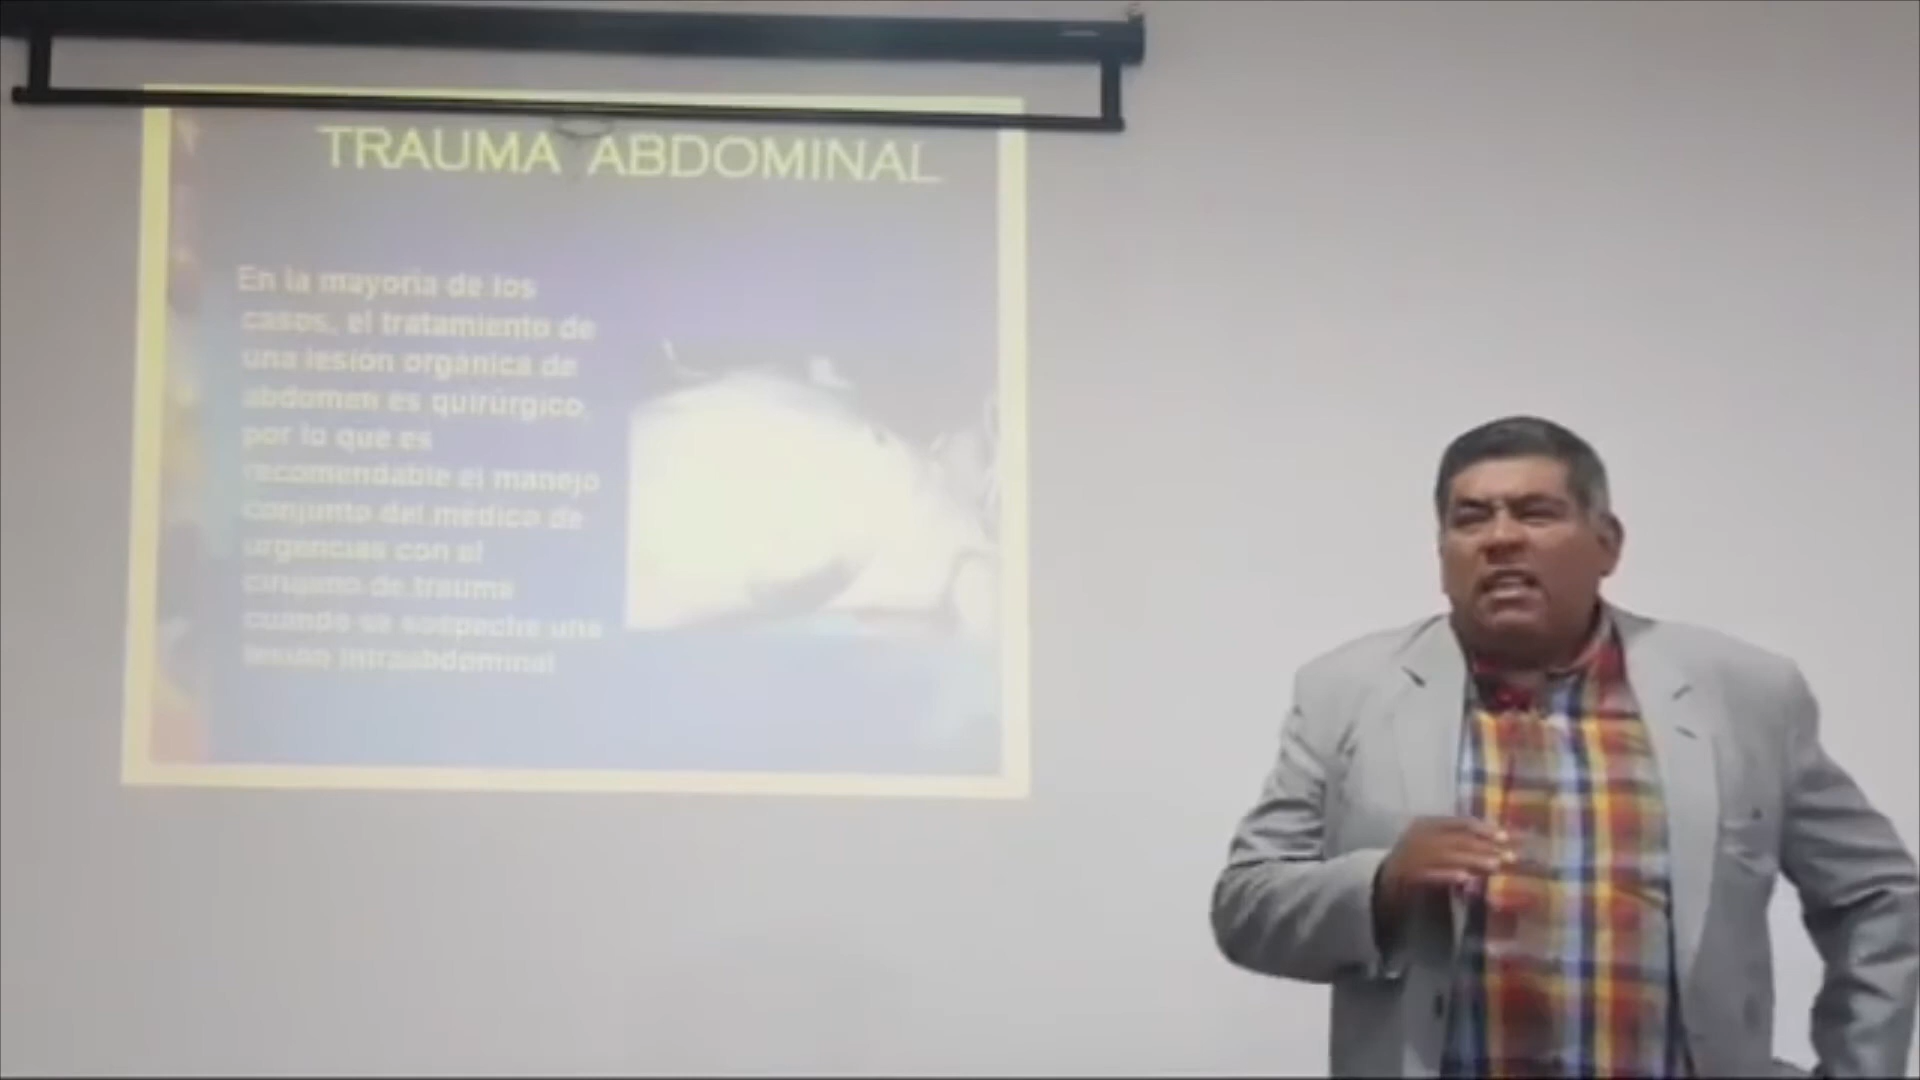 TRAUMA ABDOMINAL
En la mayoria de los
casos, el tratamiento de
una lesión orgánica de
abdomen es quirúrgico,
por lo que es
recomendable el manejo
conjunto del médico de
urgencias con el
cirujano de trauma
cuando se sospeche una
lesión intraabdominal